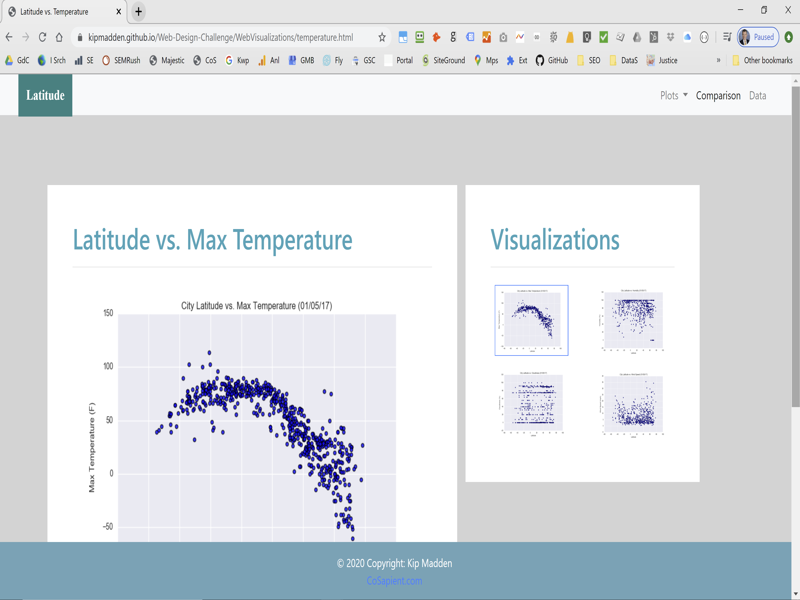 Latitude vs. Max Temperature
kipmadden.github.io/Web-Design-Challenge/WebVisualizations/temperature.html
Paused
GdC I Srch SE SEMRush Majestic CoS Kwp Anl GMB Fly GSC Portal SiteGround Mps Ext GitHub SEO DataS Justice » Other bookmarks
Latitude
Plots Comparison Data
Latitude vs. Max Temperature
Visualizations
City Latitude vs. Max Temperature (01/05/17)
150
100
50
0
−50
Max Temperature (F)
© 2020 Copyright: Kip Madden
CoSapient.com